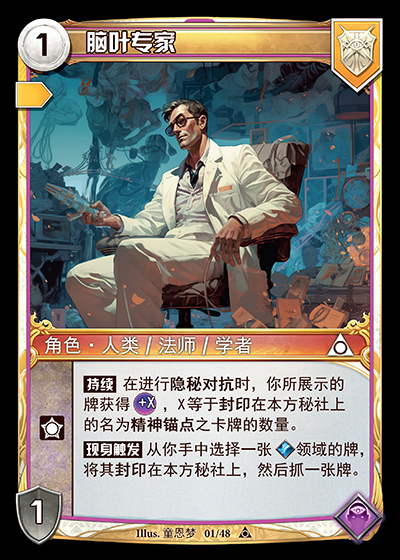 1
脑叶专家
角色·人类/法师/学者
持续 在进行隐秘对抗时，你所展示的
牌获得 +X ，X等于封印在本方秘社上
的名为精神锚点之卡牌的数量。
现身触发 从你手中选择一张 领域的牌，
将其封印在本方秘社上，然后抓一张牌。
1
Illus. 童恩梦 01/48